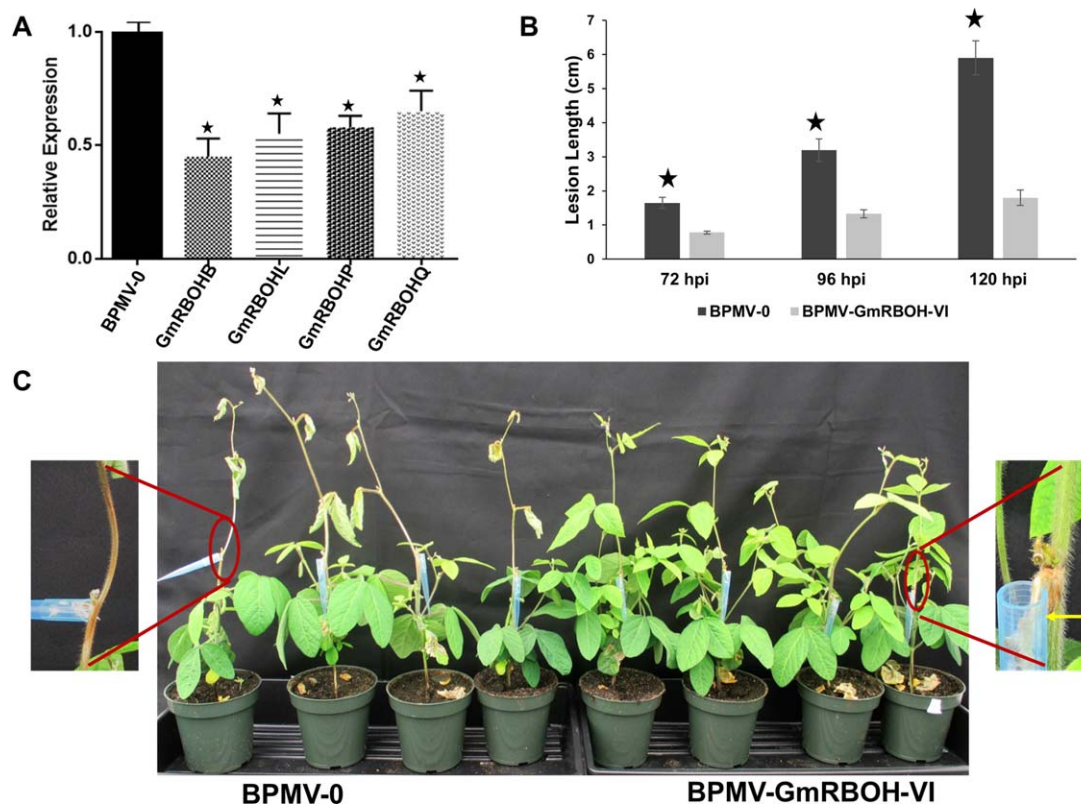 A
Relative Expression
1.0
0.5
0.0
BPMV-0
GmRBOHB
GmRBOHL
GmRBOHP
GmRBOHQ
B
Lesion Length (cm)
7
6
5
4
3
2
1
0
72 hpi
96 hpi
120 hpi
BPMV-0
BPMV-GmRBOH-VI
C
BPMV-0
BPMV-GmRBOH-VI